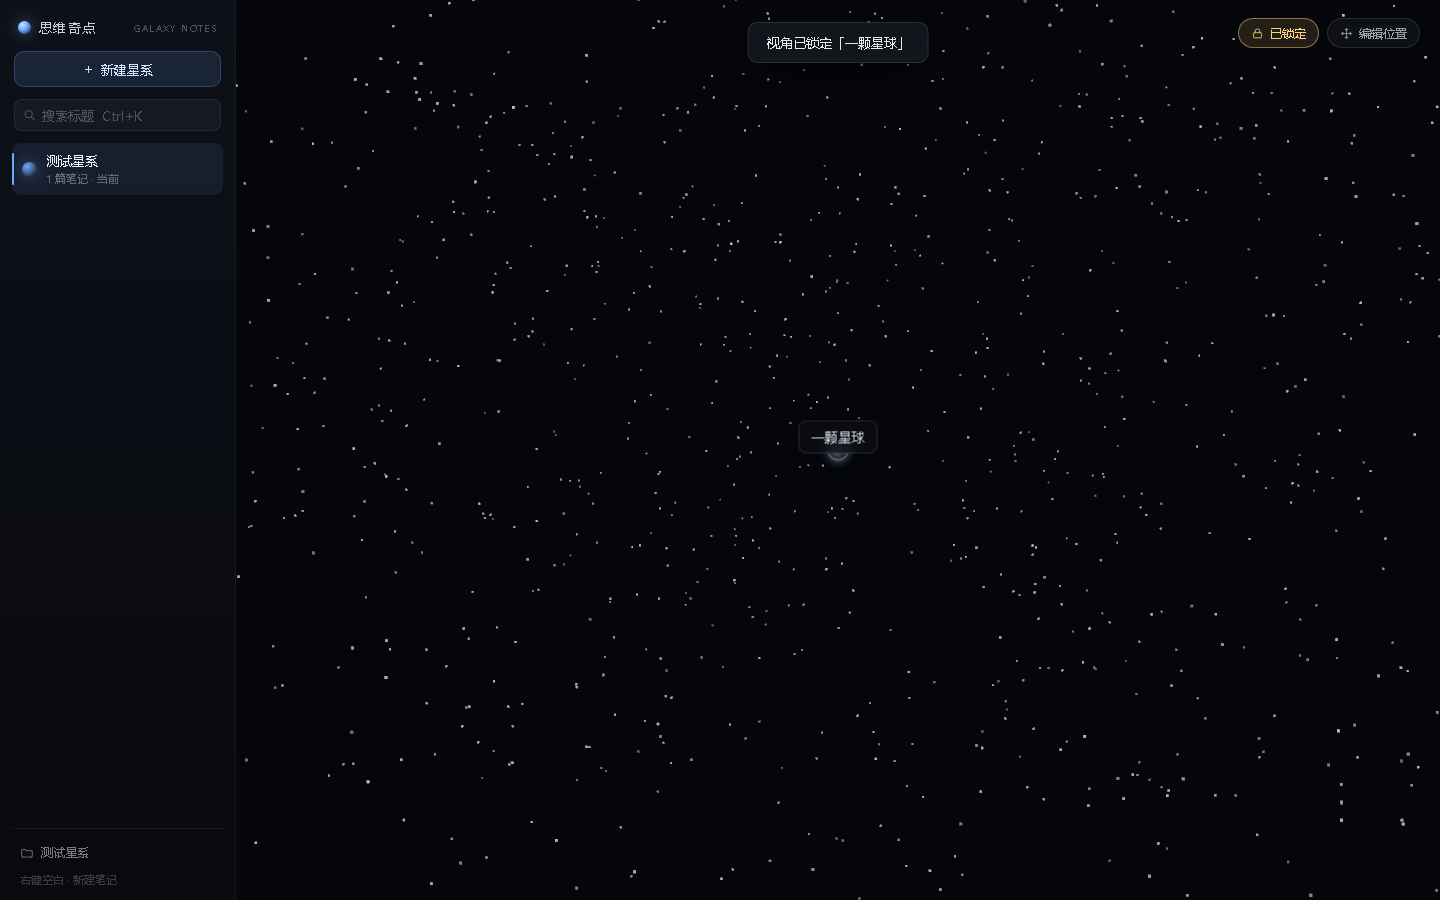 思维奇点
GALAXY NOTES
+ 新建星系
搜索标题 Ctrl+K
测试星系
1 篇笔记 · 当前
视角已锁定「一颗星球」
已锁定
编辑位置
一颗星球
测试星系
右键空白 · 新建笔记